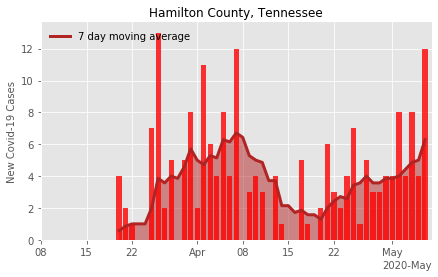 Hamilton County, Tennessee
7 day moving average
New Covid-19 Cases
12
10
8
6
4
2
0
08 15 22 Apr 08 15 22 May
2020-May